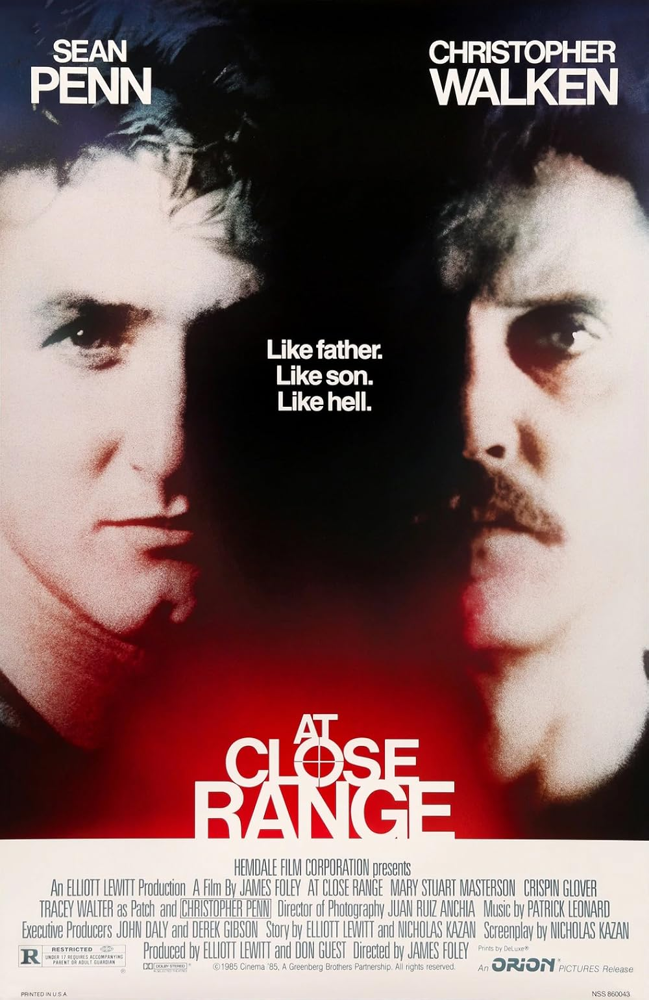 SEAN
PENN
CHRISTOPHER
WALKEN
Like father.
Like son.
Like hell.
AT
CLOSE
RANGE
HEMDALE FILM CORPORATION presents
An ELLIOTT LEWITT Production A Film By JAMES FOLEY AT CLOSE RANGE MARY STUART MASTERSON CRISPIN GLOVER
TRACEY WALTER as Patch and CHRISTOPHER PENN Director of Photography JUAN RUIZ ANCHIA Music by PATRICK LEONARD
Executive Producers JOHN DALY and DEREK GIBSON Story by ELLIOTT LEWITT and NICHOLAS KAZAN Screenplay by NICHOLAS KAZAN
Produced by ELLIOTT LEWITT and DON GUEST Directed by JAMES FOLEY
R RESTRICTED
UNDER 17 REQUIRES ACCOMPANYING
PARENT OR ADULT GUARDIAN
®
DOLBY STEREO ®
IN SELECTED THEATRES
©1985 Cinema '85, A Greenberg Brothers Partnership. All rights reserved.
Prints by DeLuxe®
An ORION PICTURES Release
PRINTED IN U.S.A.
NSS 860043